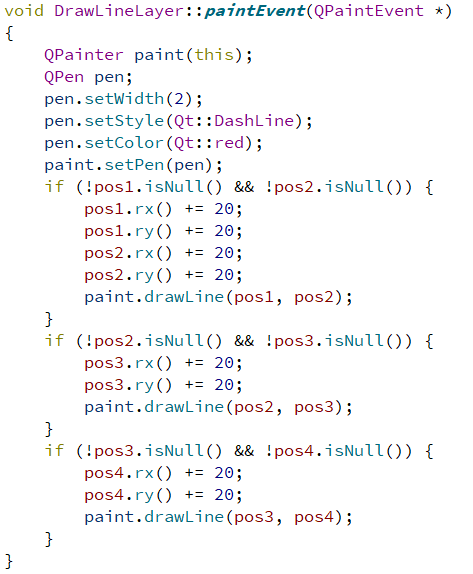 void DrawLineLayer::paintEvent(QPaintEvent *)
{
    QPainter paint(this);
    QPen pen;
    pen.setWidth(2);
    pen.setStyle(Qt::DashLine);
    pen.setColor(Qt::red);
    paint.setPen(pen);
    if (!pos1.isNull() && !pos2.isNull()) {
        pos1.rx() += 20;
        pos1.ry() += 20;
        pos2.rx() += 20;
        pos2.ry() += 20;
        paint.drawLine(pos1, pos2);
    }
    if (!pos2.isNull() && !pos3.isNull()) {
        pos3.rx() += 20;
        pos3.ry() += 20;
        paint.drawLine(pos2, pos3);
    }
    if (!pos3.isNull() && !pos4.isNull()) {
        pos4.rx() += 20;
        pos4.ry() += 20;
        paint.drawLine(pos3, pos4);
    }
}